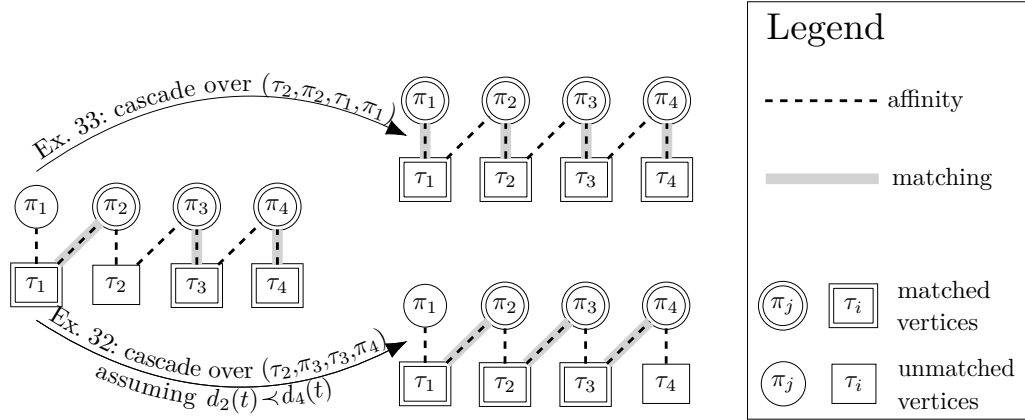 Ex. 33: cascade over (τ₂,π₂,τ₁,π₁)
π₁ π₂ π₃ π₄
τ₁ τ₂ τ₃ τ₄
π₁ π₂ π₃ π₄
τ₁ τ₂ τ₃ τ₄
Ex. 32: cascade over (τ₂,π₃,τ₃,π₄)
assuming d₂(t)≺d₄(t)
π₁ π₂ π₃ π₄
τ₁ τ₂ τ₃ τ₄
Legend
affinity
matching
πⱼ τᵢ matched
vertices
πⱼ τᵢ unmatched
vertices